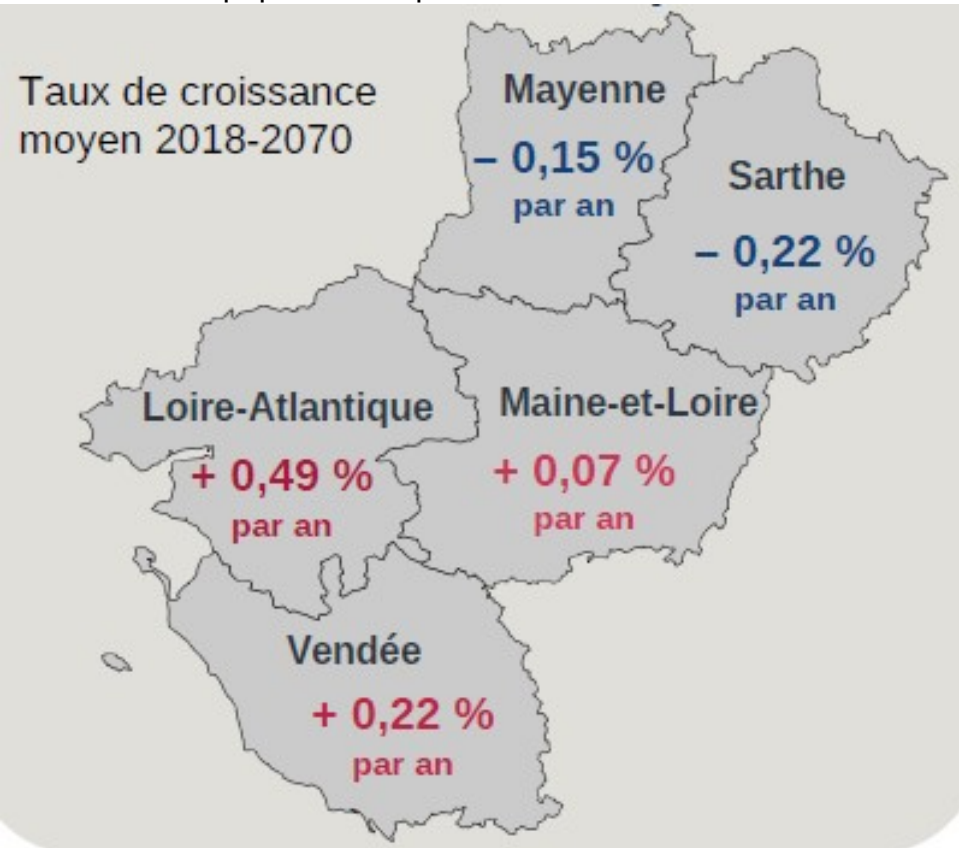 Taux de croissance
moyen 2018-2070
Mayenne
– 0,15 %
par an
Sarthe
– 0,22 %
par an
Loire-Atlantique
+ 0,49 %
par an
Maine-et-Loire
+ 0,07 %
par an
Vendée
+ 0,22 %
par an